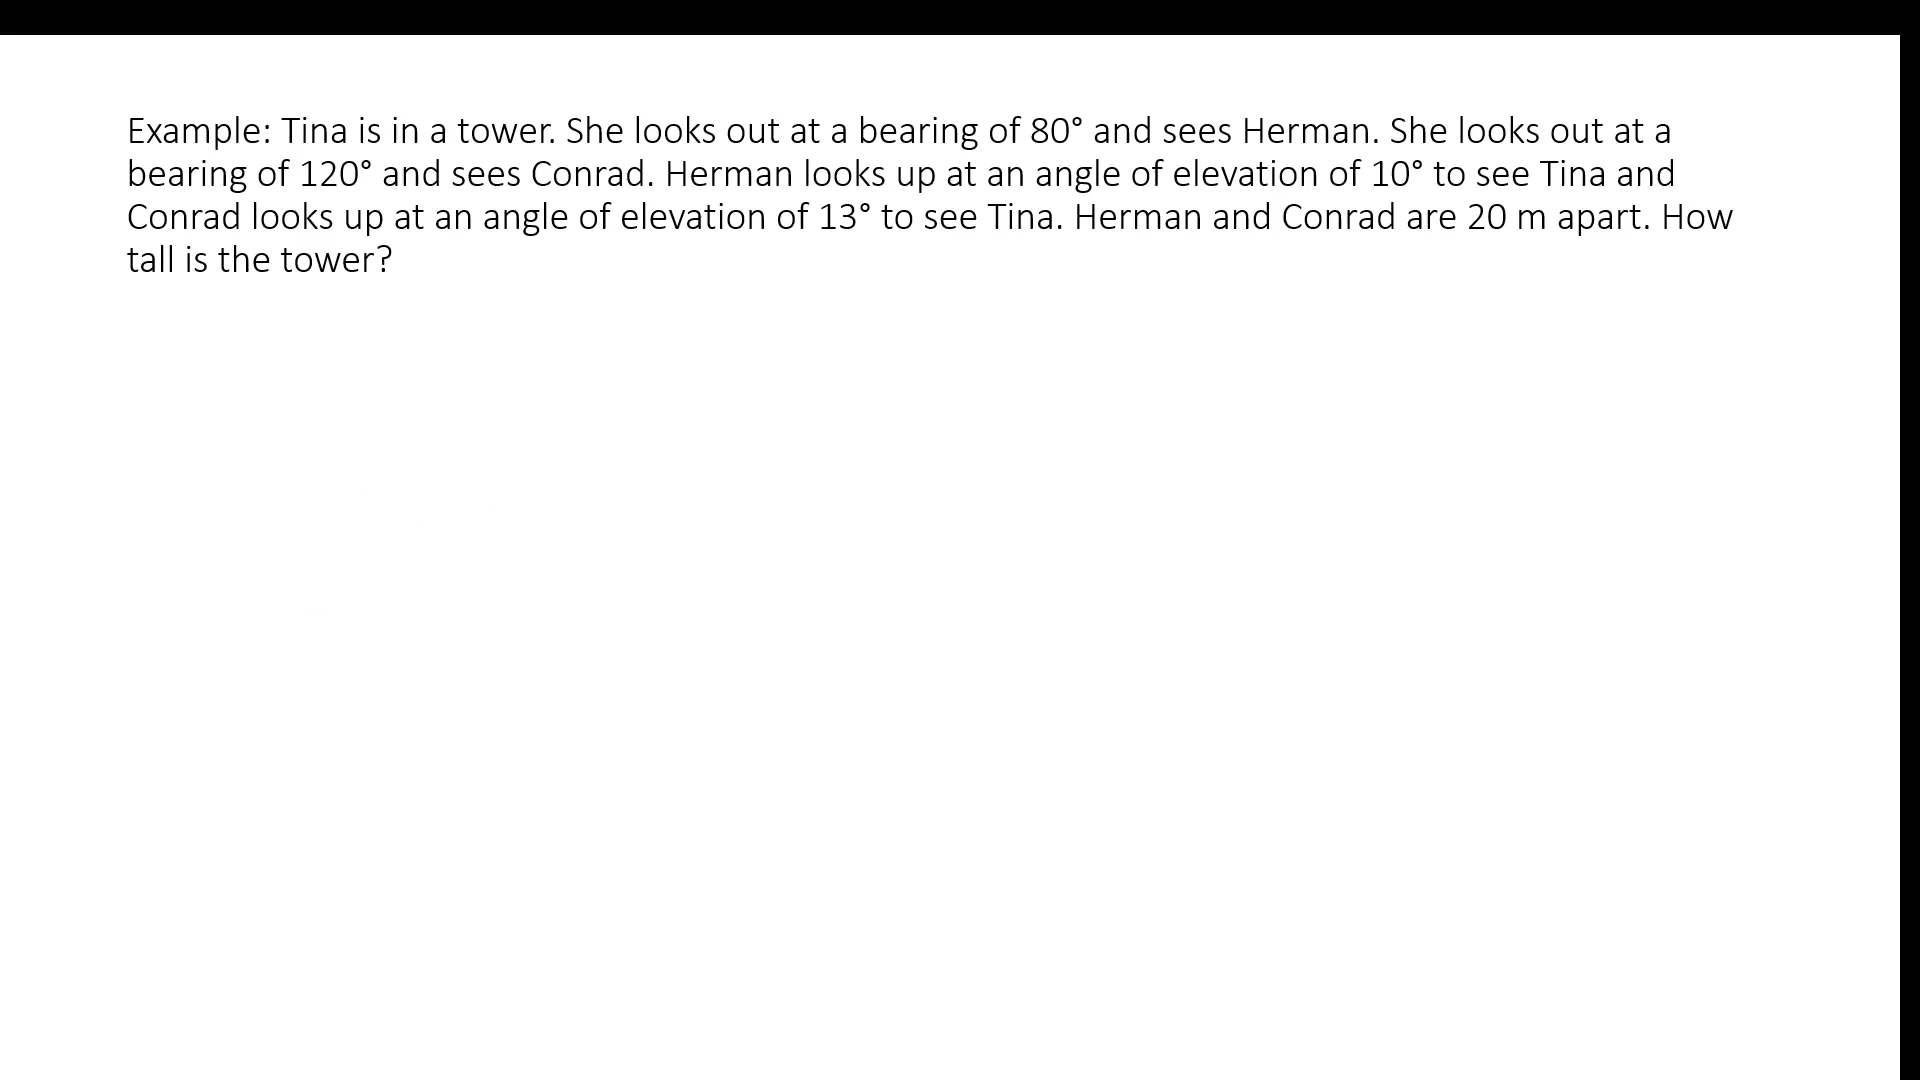 Example: Tina is in a tower. She looks out at a bearing of 80° and sees Herman. She looks out at a
bearing of 120° and sees Conrad. Herman looks up at an angle of elevation of 10° to see Tina and
Conrad looks up at an angle of elevation of 13° to see Tina. Herman and Conrad are 20 m apart. How
tall is the tower?